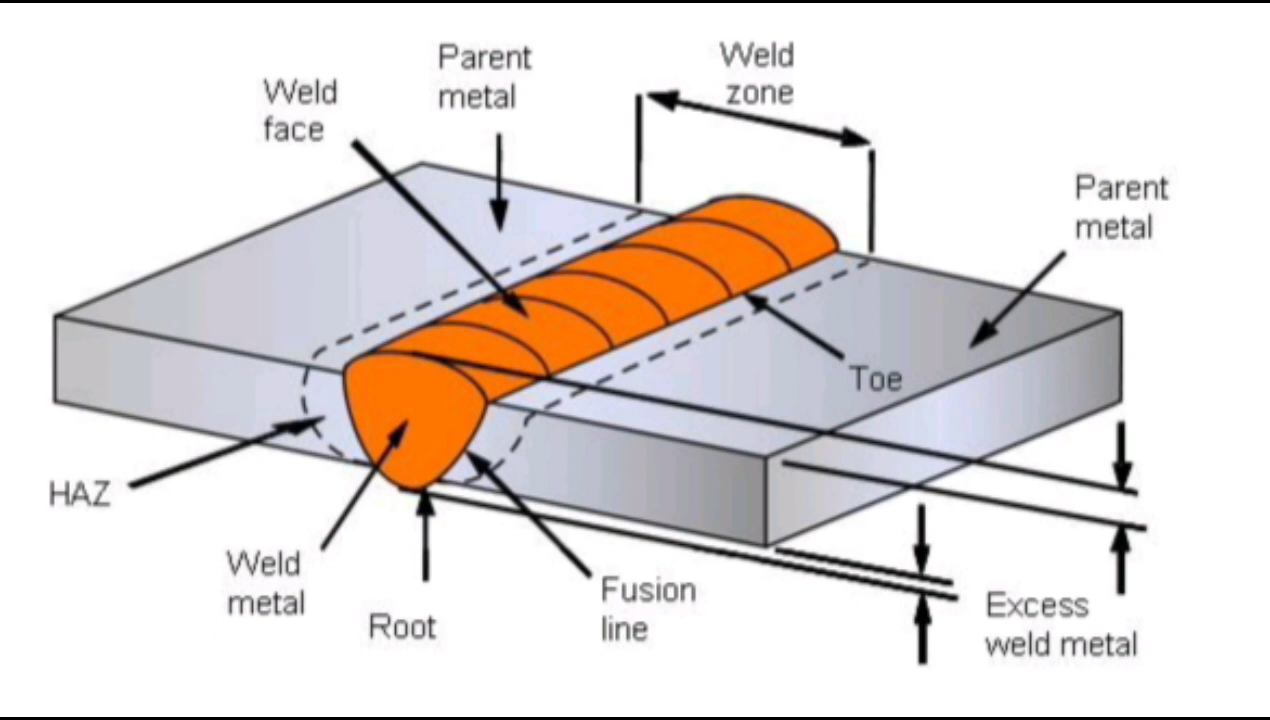 Parent
metal
Weld
zone
Weld
face
Parent
metal
Toe
HAZ
Weld
metal
Root
Fusion
line
Excess
weld metal